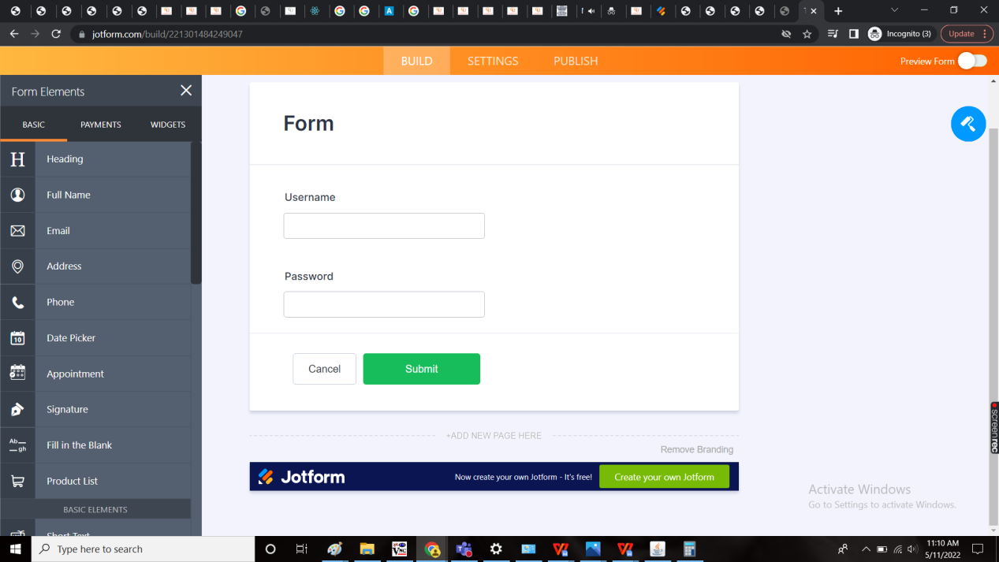 jotform.com/build/221301484249047
Incognito (3)
Update
BUILD
SETTINGS
PUBLISH
Preview Form
Form Elements
BASIC
PAYMENTS
WIDGETS
H Heading
Full Name
Email
Address
Phone
10 Date Picker
Appointment
Signature
Ab gh Fill in the Blank
Product List
BASIC ELEMENTS
Short Text
Form
Username
Password
Cancel
Submit
+ADD NEW PAGE HERE
Remove Branding
Jotform
Now create your own Jotform - It's free!
Create your own Jotform
screenrec
Activate Windows
Go to Settings to activate Windows.
Type here to search
11:10 AM
5/11/2022